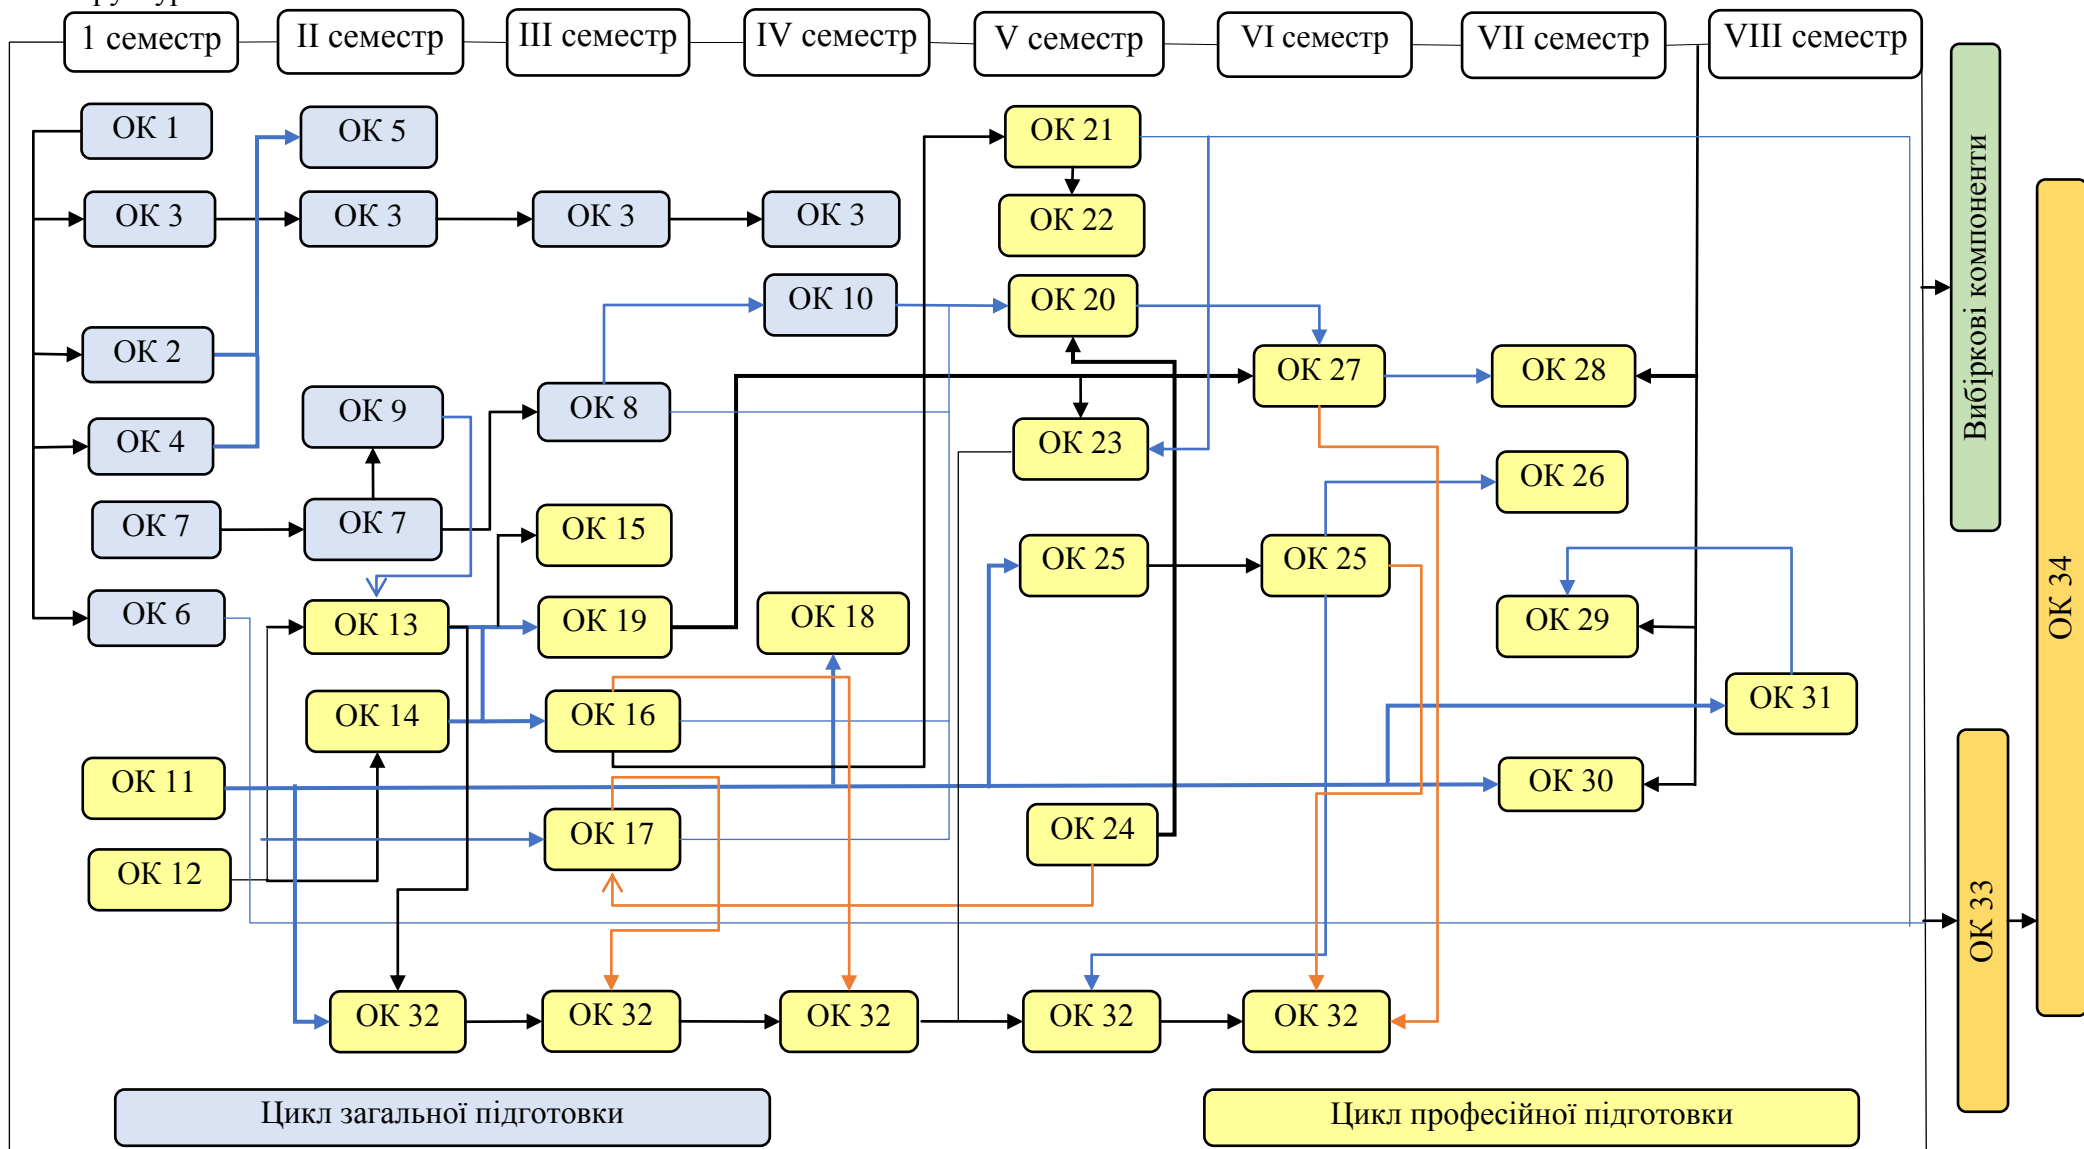 1 семестр
II семестр
III семестр
IV семестр
V семестр
VI семестр
VII семестр
VIII семестр
ОК 1
ОК 5
ОК 21
ОК 3
ОК 3
ОК 3
ОК 3
ОК 22
ОК 10
ОК 20
ОК 2
ОК 27
ОК 28
ОК 9
ОК 8
ОК 4
ОК 23
ОК 26
ОК 7
ОК 7
ОК 15
ОК 25
ОК 25
ОК 6
ОК 13
ОК 19
ОК 18
ОК 29
ОК 14
ОК 16
ОК 31
ОК 11
ОК 30
ОК 17
ОК 24
ОК 12
ОК 32
ОК 32
ОК 32
ОК 32
ОК 32
Вибіркові компоненти
ОК 33
ОК 34
Цикл загальної підготовки
Цикл професійної підготовки